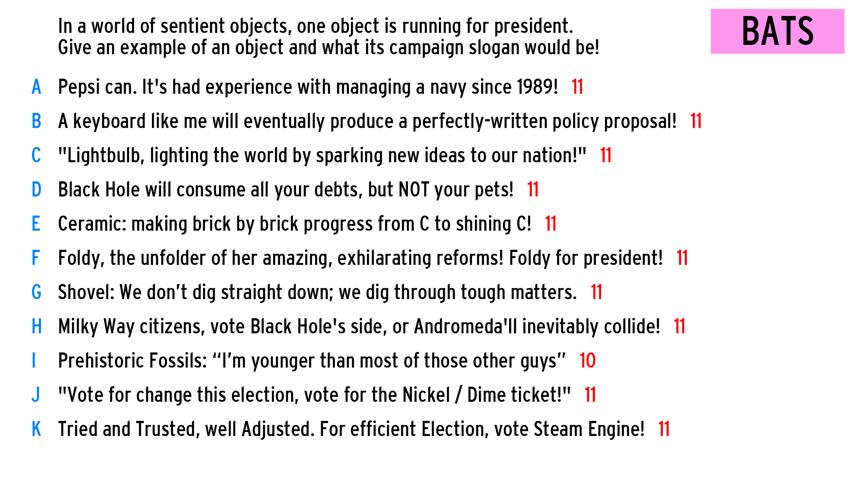 In a world of sentient objects, one object is running for president.
Give an example of an object and what its campaign slogan would be!
BATS
A Pepsi can. It's had experience with managing a navy since 1989! 11
B A keyboard like me will eventually produce a perfectly-written policy proposal! 11
C "Lightbulb, lighting the world by sparking new ideas to our nation!" 11
D Black Hole will consume all your debts, but NOT your pets! 11
E Ceramic: making brick by brick progress from C to shining C! 11
F Foldy, the unfolder of her amazing, exhilarating reforms! Foldy for president! 11
G Shovel: We don’t dig straight down; we dig through tough matters. 11
H Milky Way citizens, vote Black Hole's side, or Andromeda'll inevitably collide! 11
I Prehistoric Fossils: “I’m younger than most of those other guys” 10
J "Vote for change this election, vote for the Nickel / Dime ticket!" 11
K Tried and Trusted, well Adjusted. For efficient Election, vote Steam Engine! 11